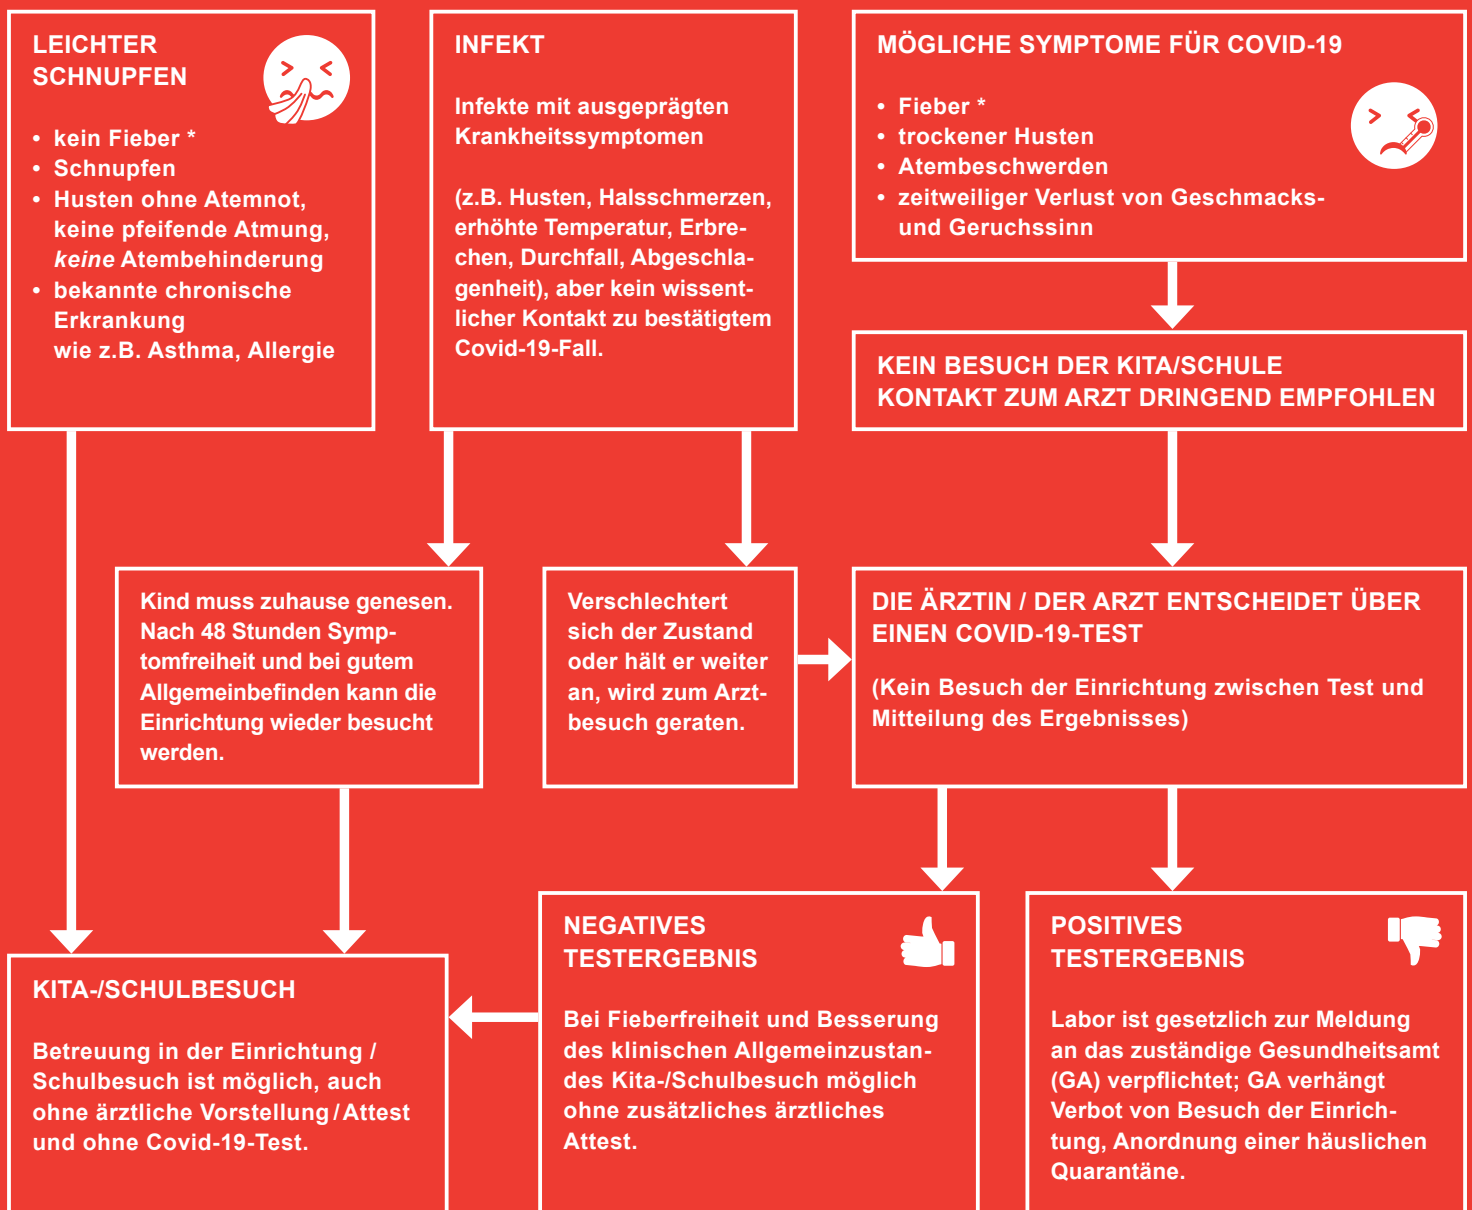 LEICHTER
SCHNUPFEN
• kein Fieber *
• Schnupfen
• Husten ohne Atemnot,
keine pfeifende Atmung,
keine Atembehinderung
• bekannte chronische
Erkrankung
wie z.B. Asthma, Allergie
INFEKT
Infekte mit ausgeprägten
Krankheitssymptomen
(z.B. Husten, Halsschmerzen,
erhöhte Temperatur, Erbre-
chen, Durchfall, Abgeschla-
genheit), aber kein wissent-
licher Kontakt zu bestätigtem
Covid-19-Fall.
MÖGLICHE SYMPTOME FÜR COVID-19
• Fieber *
• trockener Husten
• Atembeschwerden
• zeitweiliger Verlust von Geschmacks-
und Geruchssinn
KEIN BESUCH DER KITA/SCHULE
KONTAKT ZUM ARZT DRINGEND EMPFOHLEN
Kind muss zuhause genesen.
Nach 48 Stunden Symp-
tomfreiheit und bei gutem
Allgemeinbefinden kann die
Einrichtung wieder besucht
werden.
Verschlechtert
sich der Zustand
oder hält er weiter
an, wird zum Arzt-
besuch geraten.
DIE ÄRZTIN / DER ARZT ENTSCHEIDET ÜBER
EINEN COVID-19-TEST
(Kein Besuch der Einrichtung zwischen Test und
Mitteilung des Ergebnisses)
KITA-/SCHULBESUCH
Betreuung in der Einrichtung /
Schulbesuch ist möglich, auch
ohne ärztliche Vorstellung / Attest
und ohne Covid-19-Test.
NEGATIVES
TESTERGEBNIS
Bei Fieberfreiheit und Besserung
des klinischen Allgemeinzustan-
des Kita-/Schulbesuch möglich
ohne zusätzliches ärztliches
Attest.
POSITIVES
TESTERGEBNIS
Labor ist gesetzlich zur Meldung
an das zuständige Gesundheitsamt
(GA) verpflichtet; GA verhängt
Verbot von Besuch der Einrich-
tung, Anordnung einer häuslichen
Quarantäne.